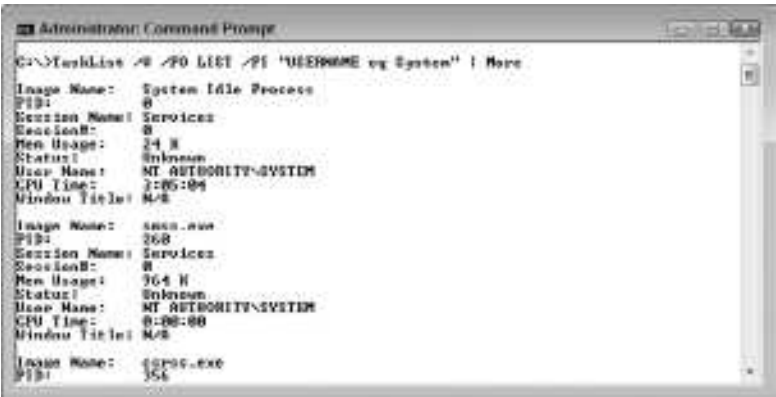 Administrator: Command Prompt
C:\>TaskList /V /FO LIST /FI "USERNAME eq System" | More
Image Name: System Idle Process
PID: 0
Session Name: Services
Session#: 0
Mem Usage: 24 K
Status: Unknown
User Name: NT AUTHORITY\SYSTEM
CPU Time: 3:05:04
Window Title: N/A
Image Name: smss.exe
PID: 260
Session Name: Services
Session#: 0
Mem Usage: 964 K
Status: Unknown
User Name: NT AUTHORITY\SYSTEM
CPU Time: 0:00:00
Window Title: N/A
Image Name: csrss.exe
PID: 356